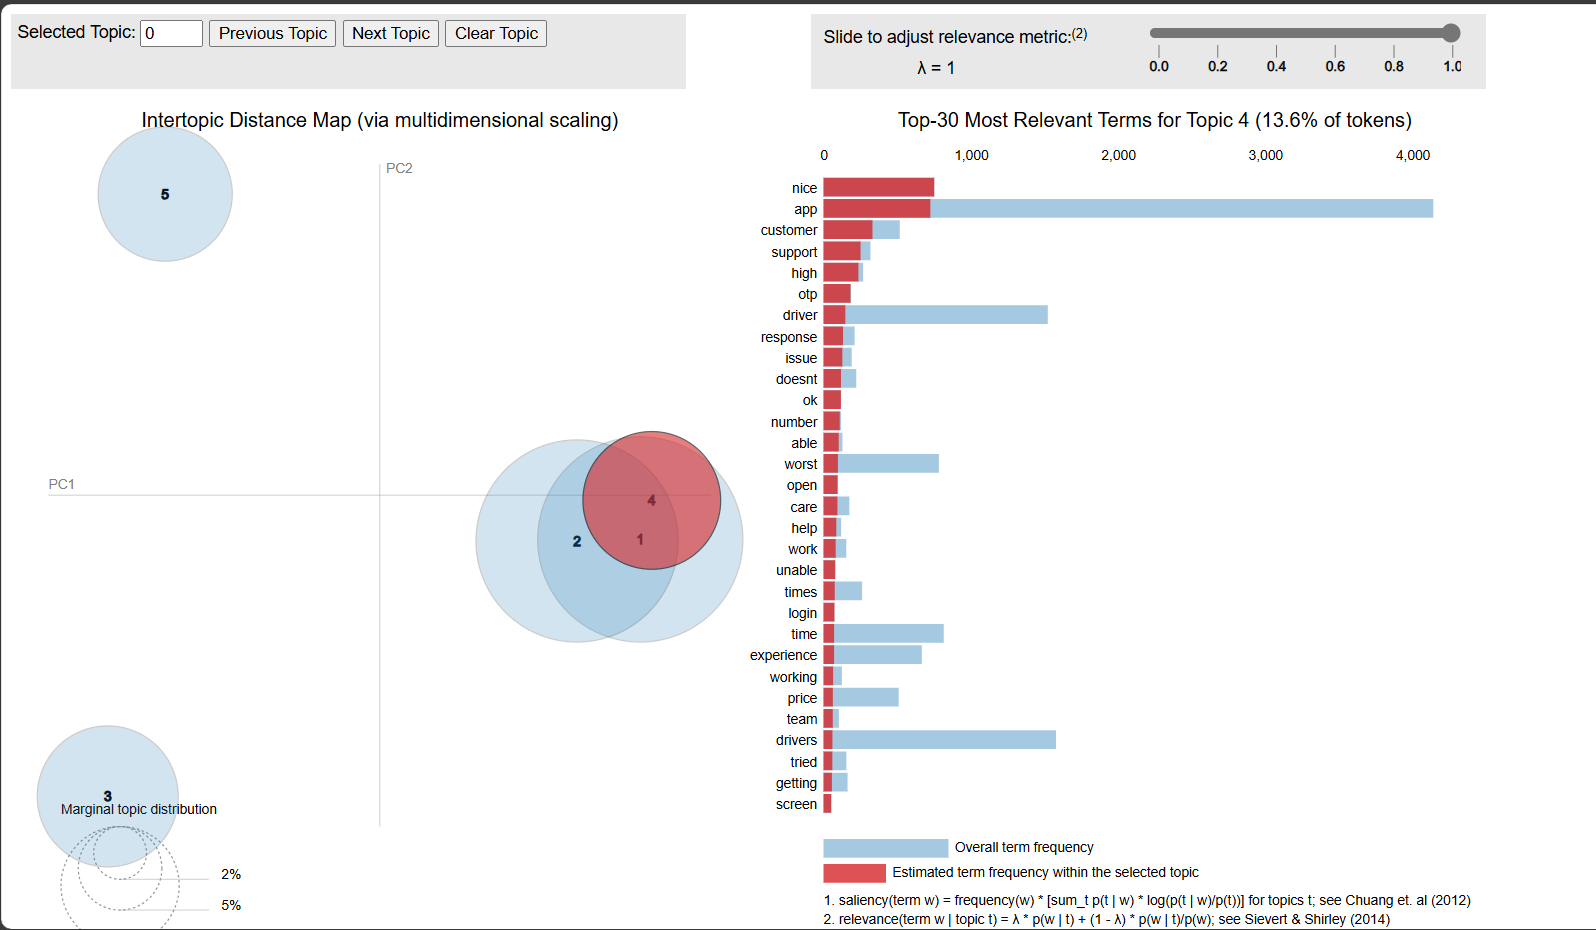 Selected Topic: 0 Previous Topic Next Topic Clear Topic
Slide to adjust relevance metric:(2)
λ = 1
0.0 0.2 0.4 0.6 0.8 1.0
Intertopic Distance Map (via multidimensional scaling)
PC2
PC1
5
4
2
1
3
Marginal topic distribution
2%
5%
Top-30 Most Relevant Terms for Topic 4 (13.6% of tokens)
0 1,000 2,000 3,000 4,000
nice
app
customer
support
high
otp
driver
response
issue
doesnt
ok
number
able
worst
open
care
help
work
unable
times
login
time
experience
working
price
team
drivers
tried
getting
screen
Overall term frequency
Estimated term frequency within the selected topic
1. saliency(term w) = frequency(w) * [sum_t p(t | w) * log(p(t | w)/p(t))] for topics t; see Chuang et. al (2012)
2. relevance(term w | topic t) = λ * p(w | t) + (1 - λ) * p(w | t)/p(w); see Sievert & Shirley (2014)